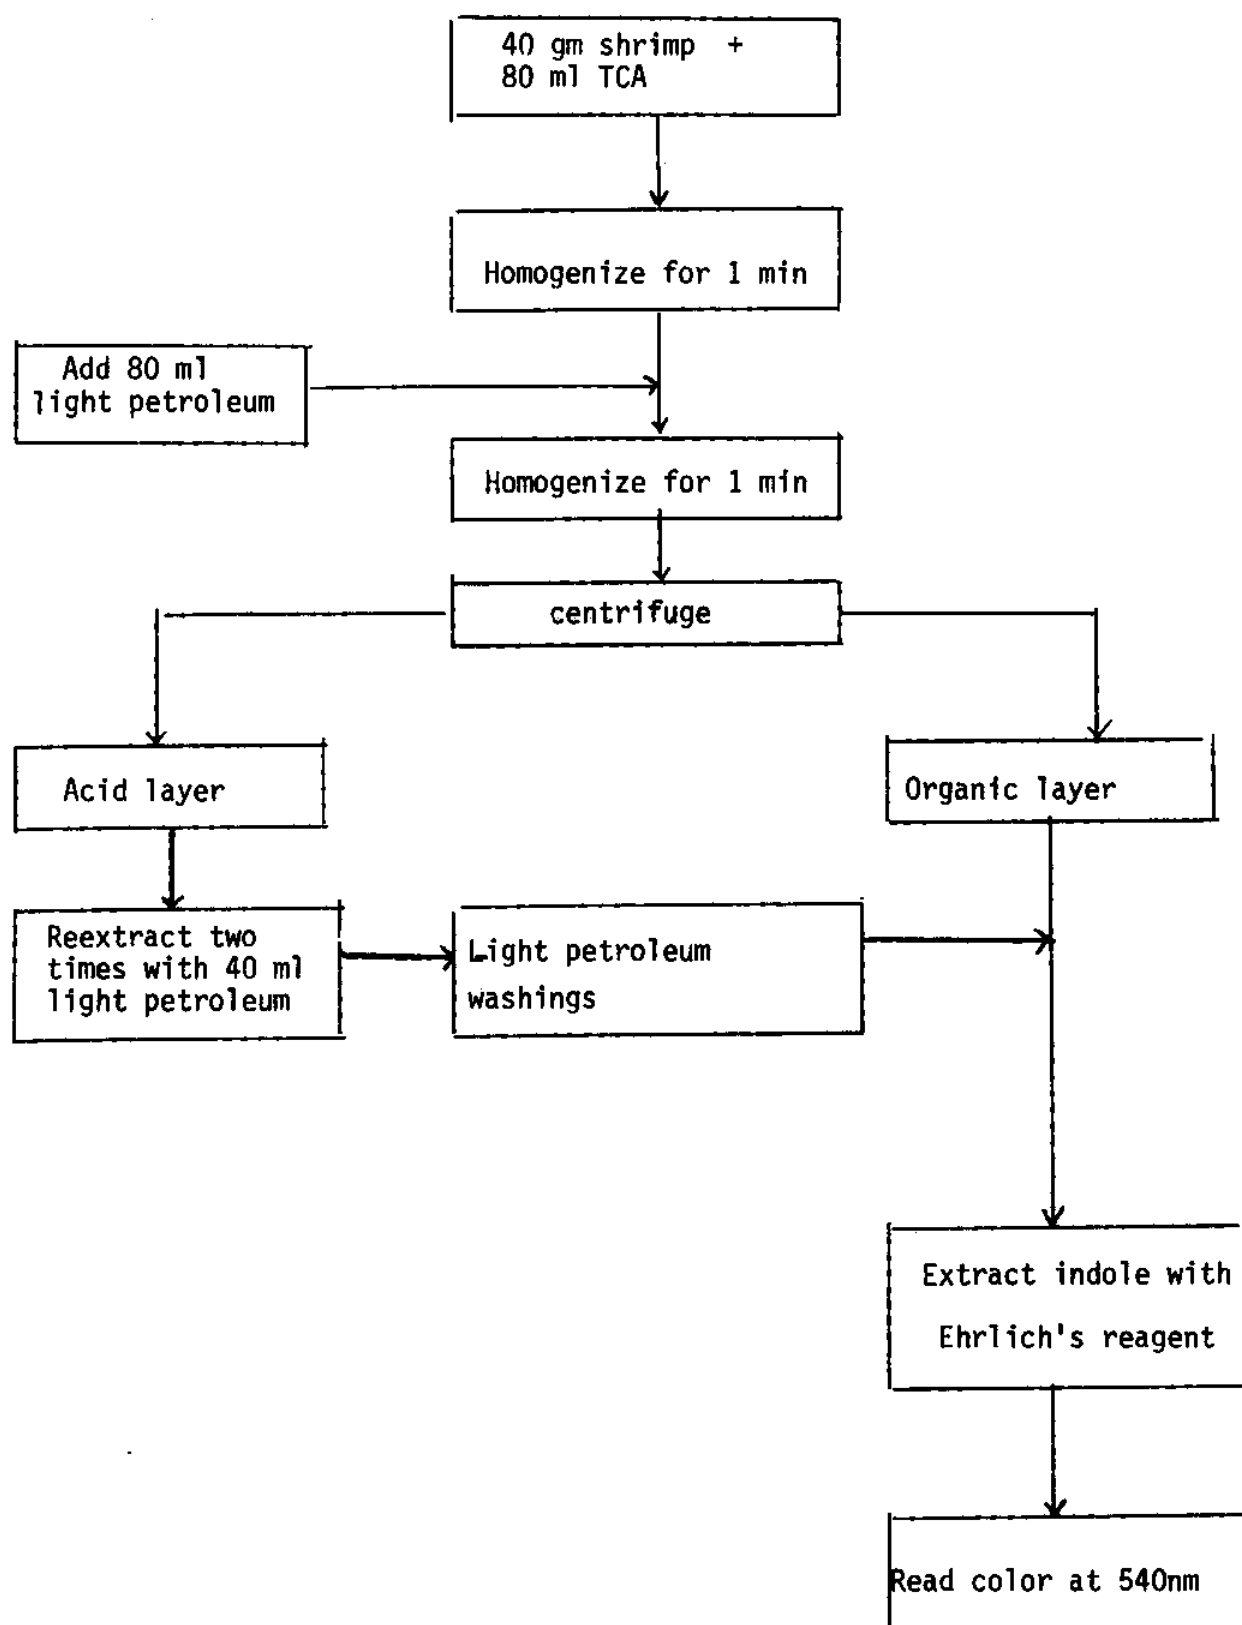 40 gm shrimp +
80 ml TCA
Homogenize for 1 min
Add 80 ml
light petroleum
Homogenize for 1 min
centrifuge
Acid layer
Organic layer
Reextract two
times with 40 ml
light petroleum
Light petroleum
washings
Extract indole with
Ehrlich's reagent
Read color at 540nm